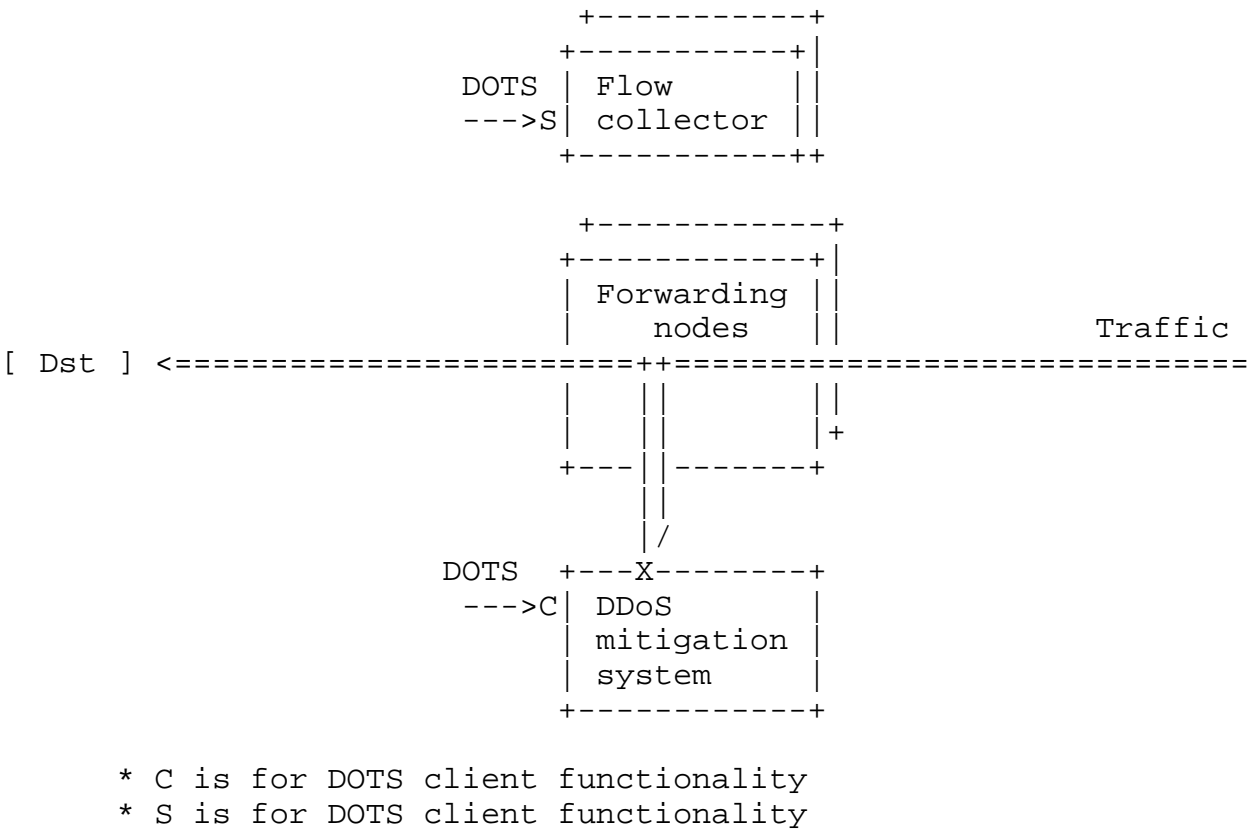 DOTS Flow
--->S collector
Forwarding
nodes Traffic
[ Dst ] <========================++==============================
X
DOTS
--->C DDoS
mitigation
system
* C is for DOTS client functionality
* S is for DOTS client functionality